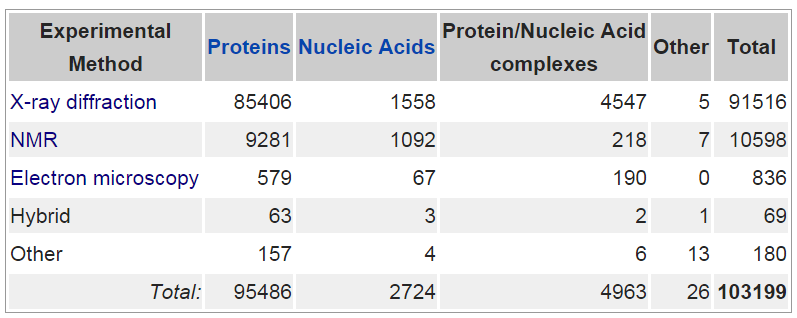 Experimental Method Proteins Nucleic Acids Protein/Nucleic Acid complexes Other Total
X-ray diffraction 85406 1558 4547 5 91516
NMR 9281 1092 218 7 10598
Electron microscopy 579 67 190 0 836
Hybrid 63 3 2 1 69
Other 157 4 6 13 180
Total: 95486 2724 4963 26 103199